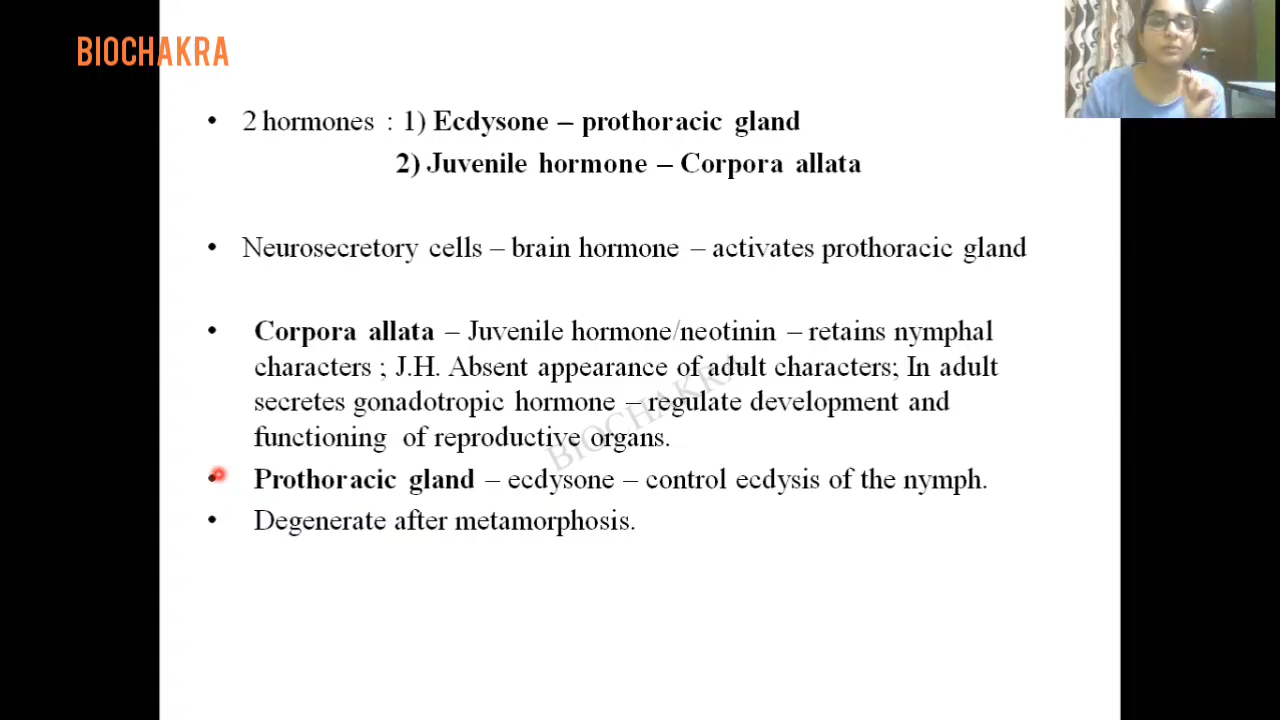 BIOCHAKRA
• 2 hormones : 1) Ecdysone – prothoracic gland
2) Juvenile hormone – Corpora allata
• Neurosecretory cells – brain hormone – activates prothoracic gland
• Corpora allata – Juvenile hormone/neotinin – retains nymphal
characters ; J.H. Absent appearance of adult characters; In adult
secretes gonadotropic hormone – regulate development and
functioning of reproductive organs.
BIOCHAKRA
• Prothoracic gland – ecdysone – control ecdysis of the nymph.
• Degenerate after metamorphosis.